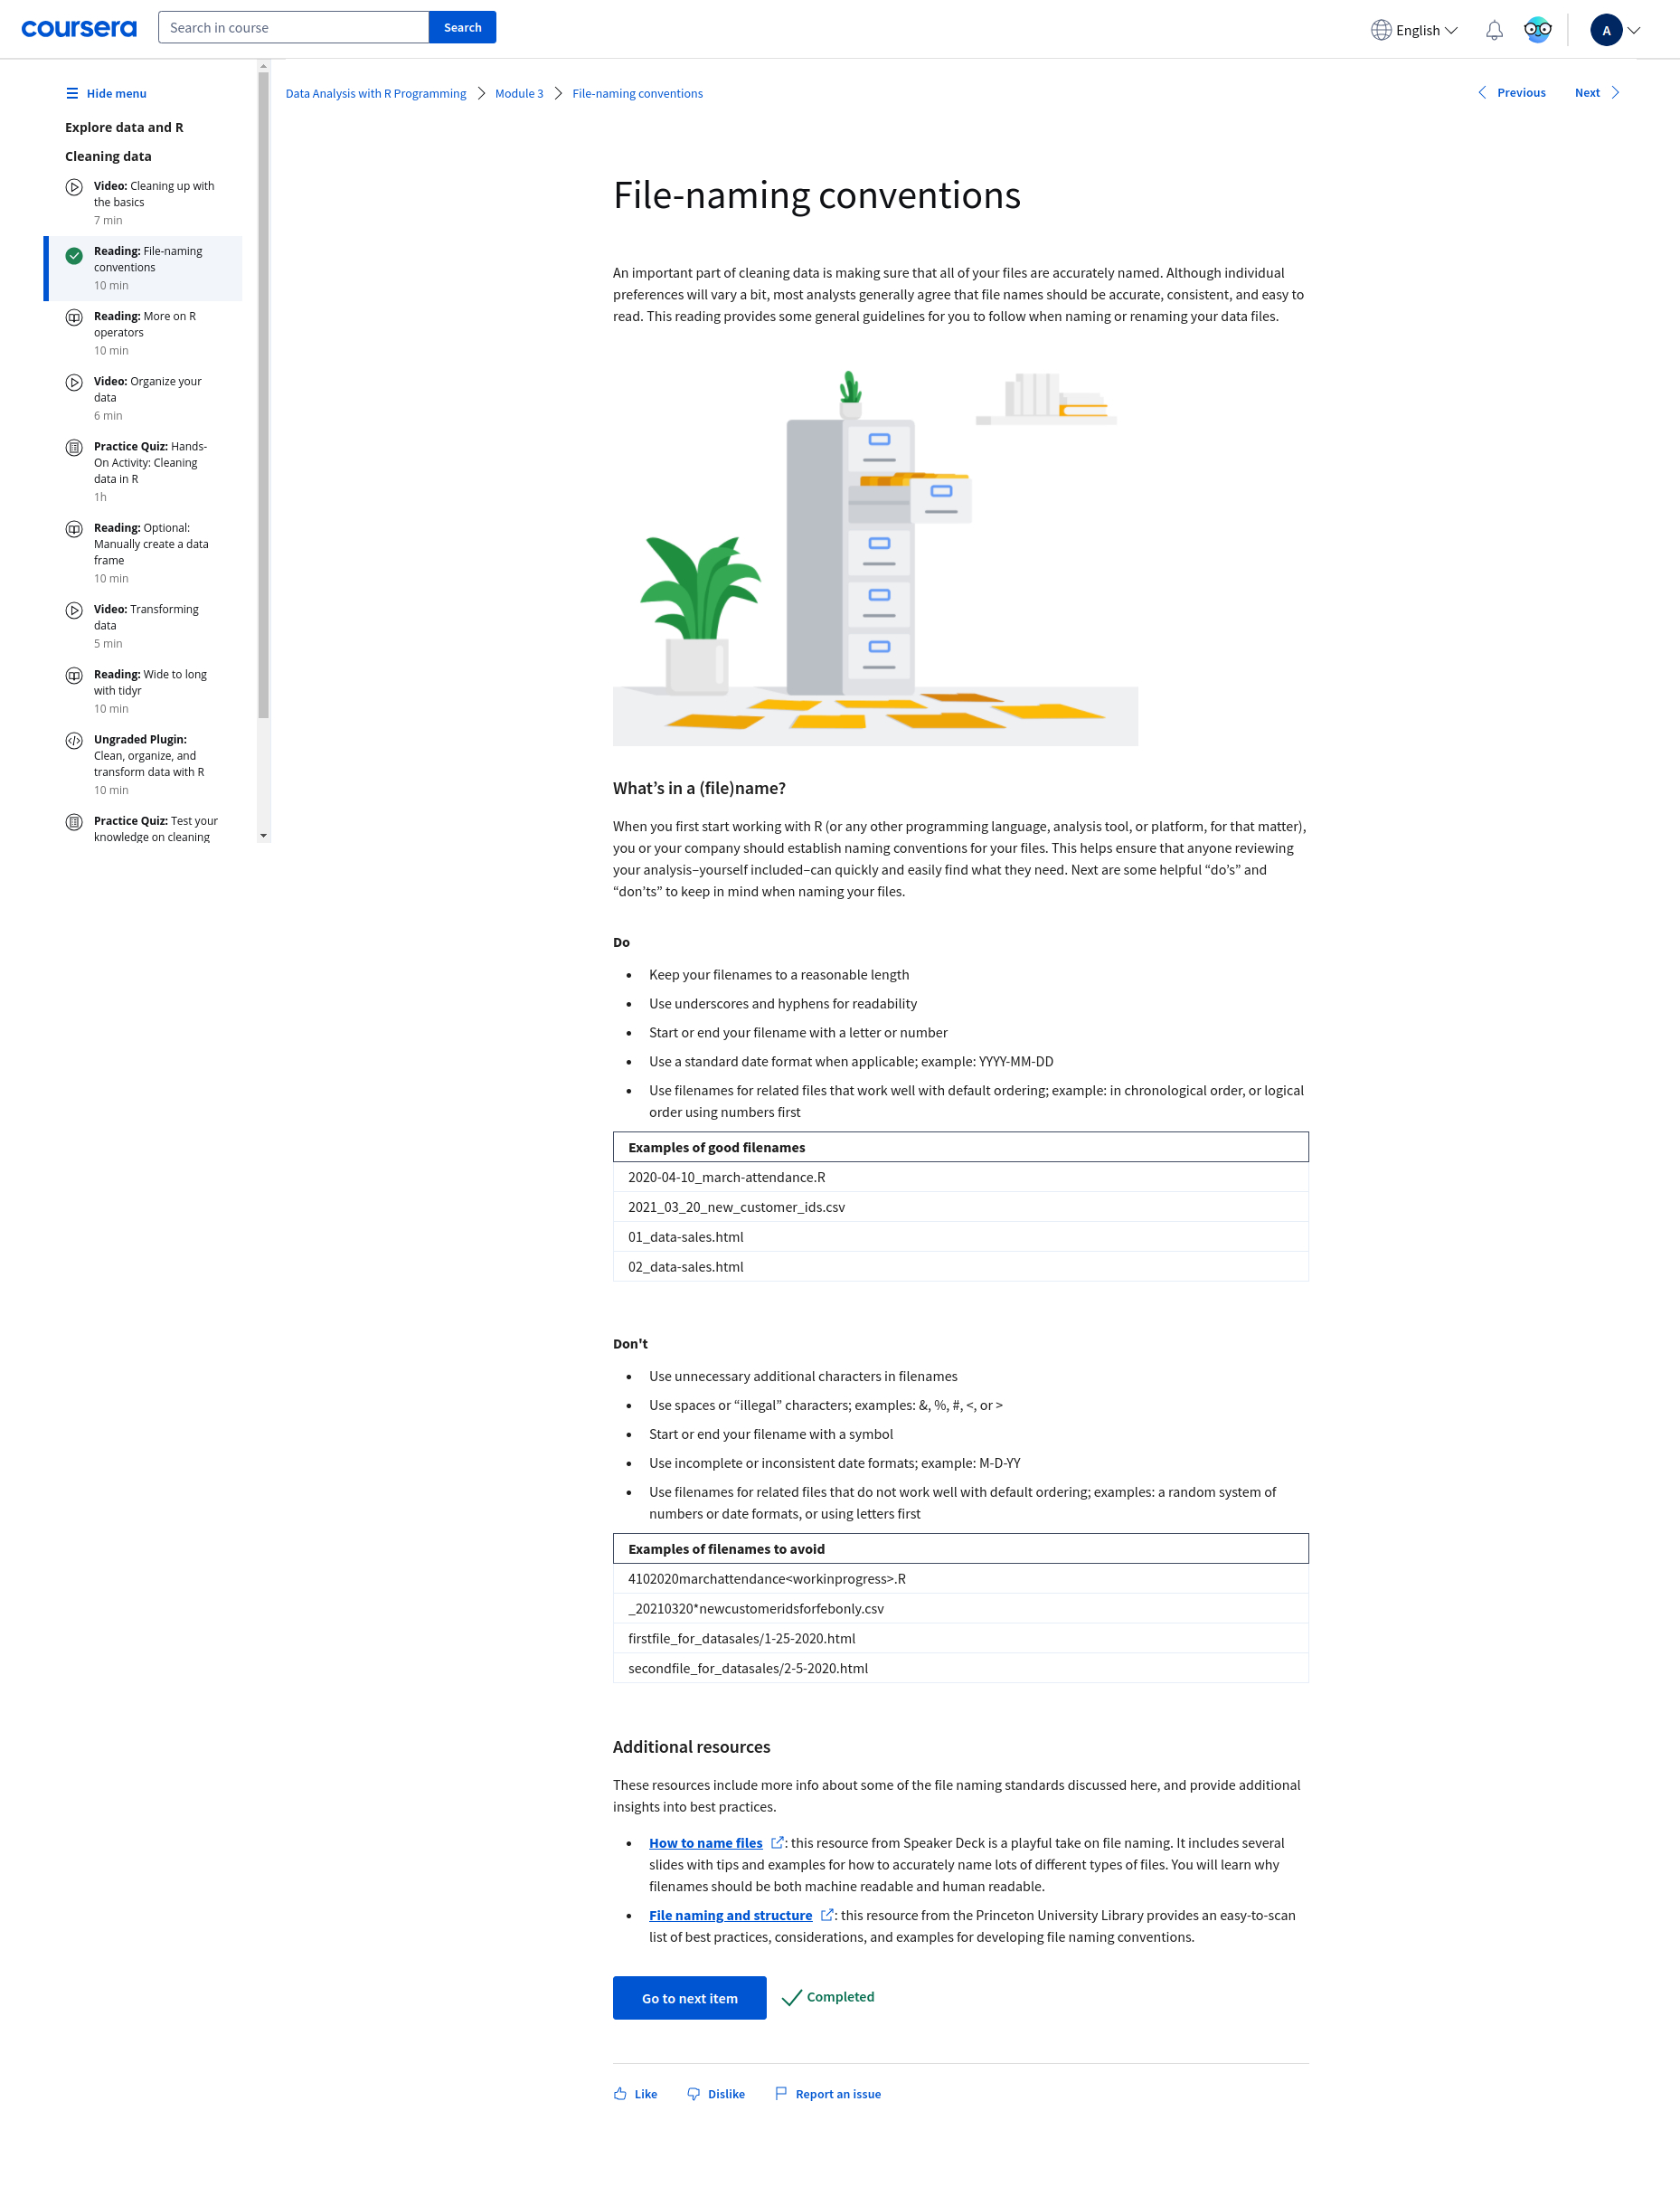 coursera
Search in course
Search
English
A
Hide menu
Explore data and R
Cleaning data
Video: Cleaning up with
the basics
7 min
Reading: File-naming
conventions
10 min
Reading: More on R
operators
10 min
Video: Organize your
data
6 min
Practice Quiz: Hands-
On Activity: Cleaning
data in R
1h
Reading: Optional:
Manually create a data
frame
10 min
Video: Transforming
data
5 min
Reading: Wide to long
with tidyr
10 min
Ungraded Plugin:
Clean, organize, and
transform data with R
10 min
Practice Quiz: Test your
knowledge on cleaning
Data Analysis with R Programming
Module 3
File-naming conventions
Previous
Next
File-naming conventions
An important part of cleaning data is making sure that all of your files are accurately named. Although individual
preferences will vary a bit, most analysts generally agree that file names should be accurate, consistent, and easy to
read. This reading provides some general guidelines for you to follow when naming or renaming your data files.
What’s in a (file)name?
When you first start working with R (or any other programming language, analysis tool, or platform, for that matter),
you or your company should establish naming conventions for your files. This helps ensure that anyone reviewing
your analysis–yourself included–can quickly and easily find what they need. Next are some helpful “do’s” and
“don’ts” to keep in mind when naming your files.
Do
• Keep your filenames to a reasonable length
• Use underscores and hyphens for readability
• Start or end your filename with a letter or number
• Use a standard date format when applicable; example: YYYY-MM-DD
• Use filenames for related files that work well with default ordering; example: in chronological order, or logical
order using numbers first
Examples of good filenames
2020-04-10_march-attendance.R
2021_03_20_new_customer_ids.csv
01_data-sales.html
02_data-sales.html
Don't
• Use unnecessary additional characters in filenames
• Use spaces or “illegal” characters; examples: &, %, #, <, or >
• Start or end your filename with a symbol
• Use incomplete or inconsistent date formats; example: M-D-YY
• Use filenames for related files that do not work well with default ordering; examples: a random system of
numbers or date formats, or using letters first
Examples of filenames to avoid
4102020marchattendance<workinprogress>.R
_20210320*newcustomeridsforfebonly.csv
firstfile_for_datasales/1-25-2020.html
secondfile_for_datasales/2-5-2020.html
Additional resources
These resources include more info about some of the file naming standards discussed here, and provide additional
insights into best practices.
• How to name files : this resource from Speaker Deck is a playful take on file naming. It includes several
slides with tips and examples for how to accurately name lots of different types of files. You will learn why
filenames should be both machine readable and human readable.
• File naming and structure : this resource from the Princeton University Library provides an easy-to-scan
list of best practices, considerations, and examples for developing file naming conventions.
Go to next item
Completed
Like
Dislike
Report an issue